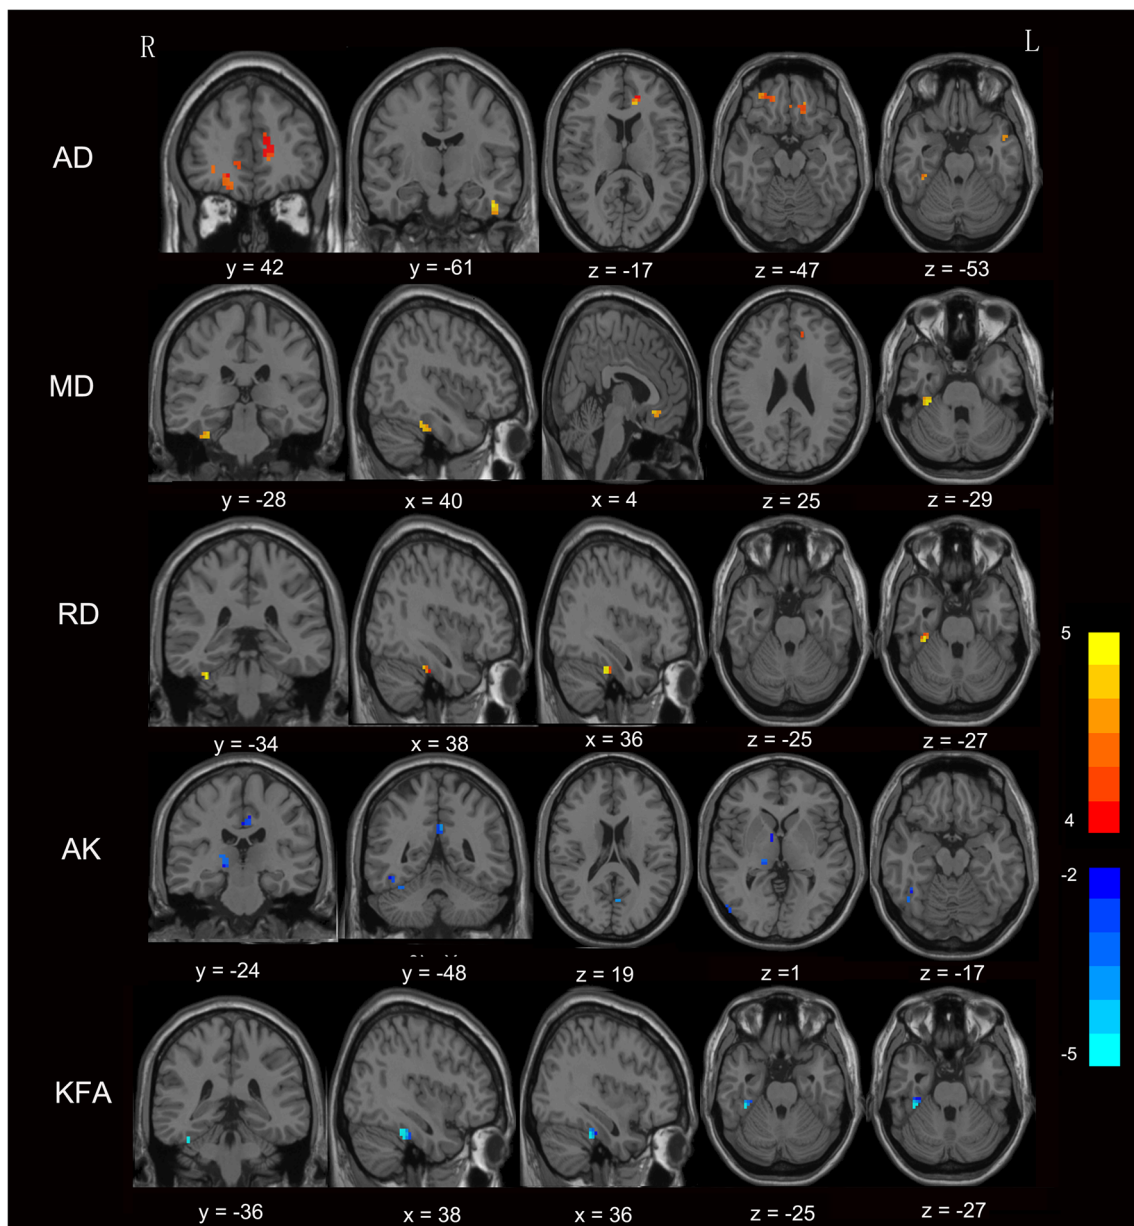 R L
AD
y = 42 y = -61 z = -17 z = -47 z = -53
MD
y = -28 x = 40 x = 4 z = 25 z = -29
RD
5
y = -34 x = 38 x = 36 z = -25 z = -27
4
AK
-2
y = -24 y = -48 z = 19 z =1 z = -17
-5
KFA
y = -36 x = 38 x = 36 z = -25 z = -27